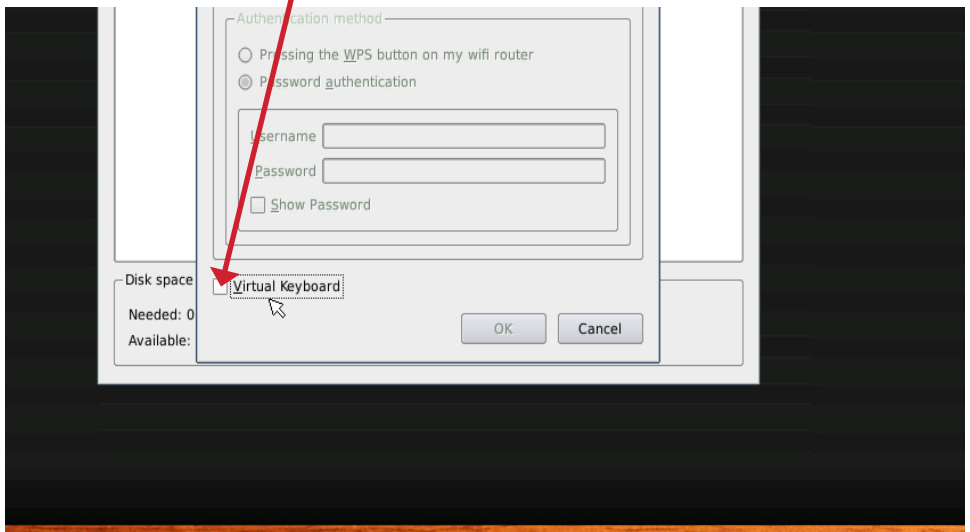 Authentication method
Pressing the WPS button on my wifi router
Password authentication
Username
Password
Show Password
Virtual Keyboard
Disk space
Needed: 0
Available:
OK
Cancel